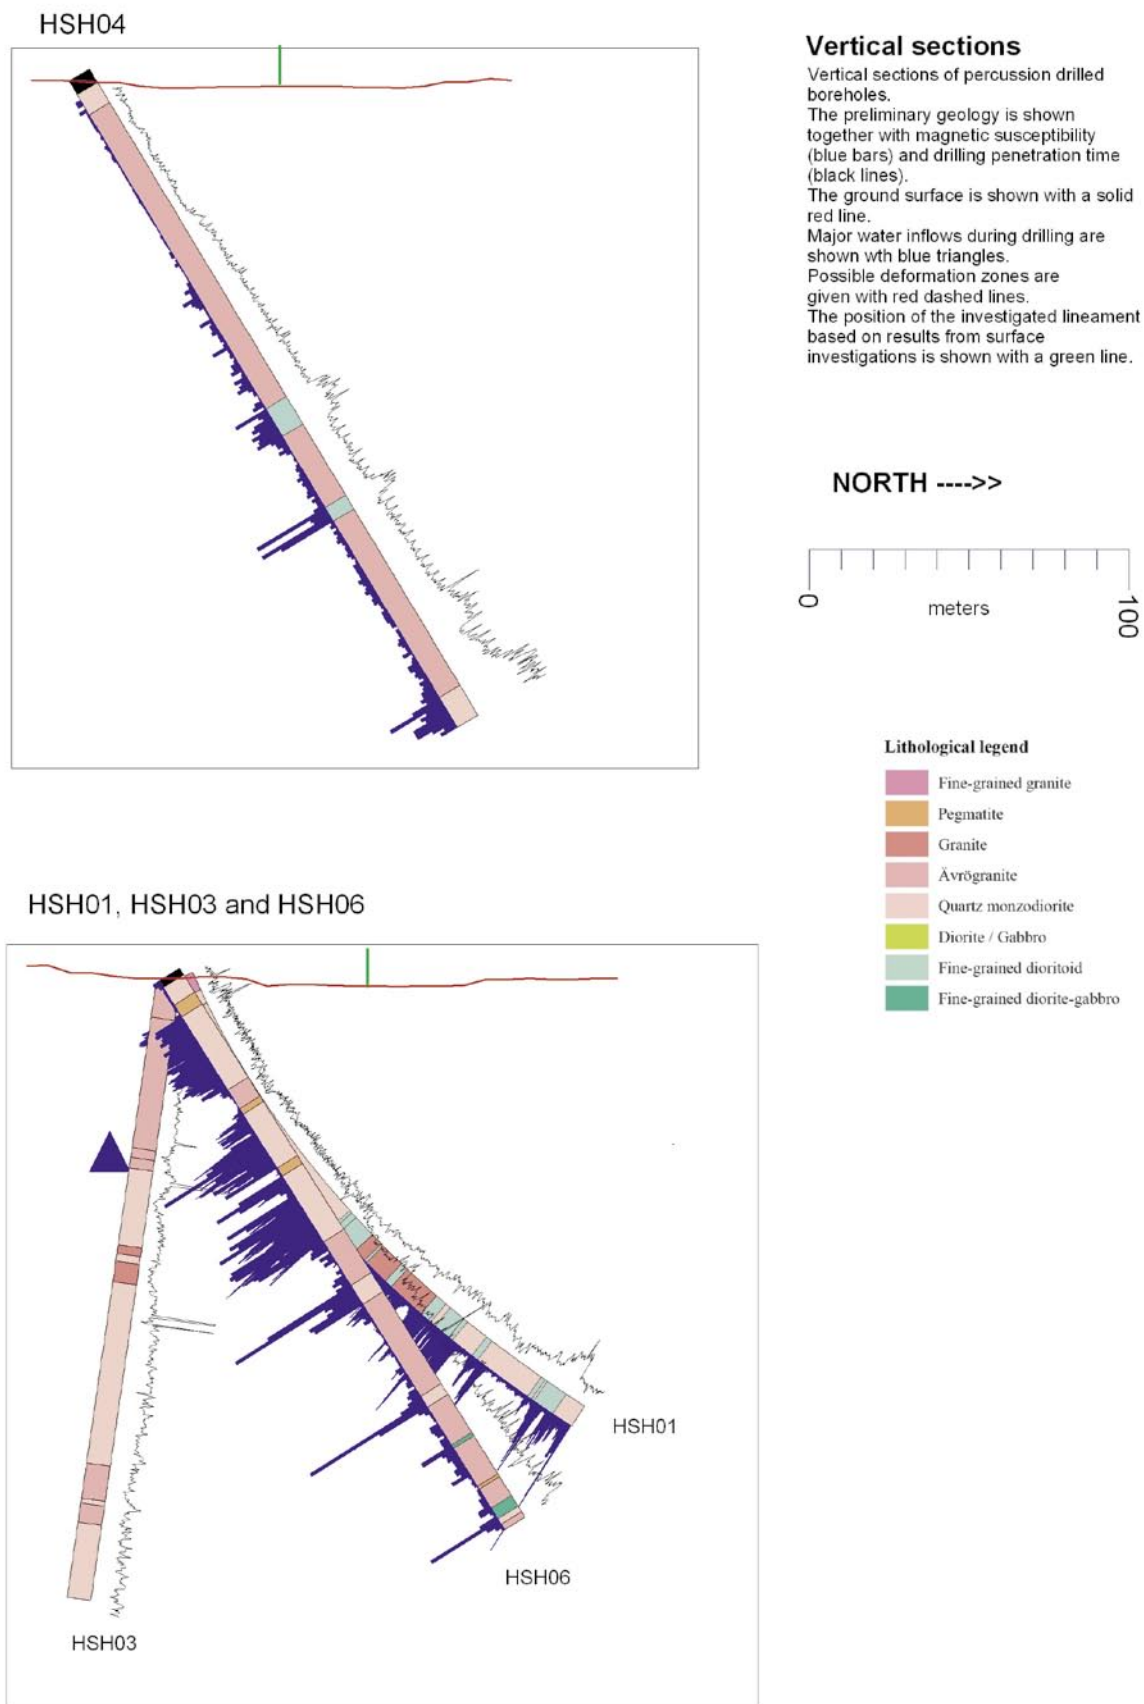 HSH04
Vertical sections
Vertical sections of percussion drilled
boreholes.
The preliminary geology is shown
together with magnetic susceptibility
(blue bars) and drilling penetration time
(black lines).
The ground surface is shown with a solid
red line.
Major water inflows during drilling are
shown wth blue triangles.
Possible deformation zones are
given with red dashed lines.
The position of the investigated lineament
based on results from surface
investigations is shown with a green line.
NORTH ---->>
0
meters
100
Lithological legend
Fine-grained granite
Pegmatite
Granite
Ävrögranite
Quartz monzodiorite
Diorite / Gabbro
Fine-grained dioritoid
Fine-grained diorite-gabbro
HSH01, HSH03 and HSH06
HSH01
HSH06
HSH03